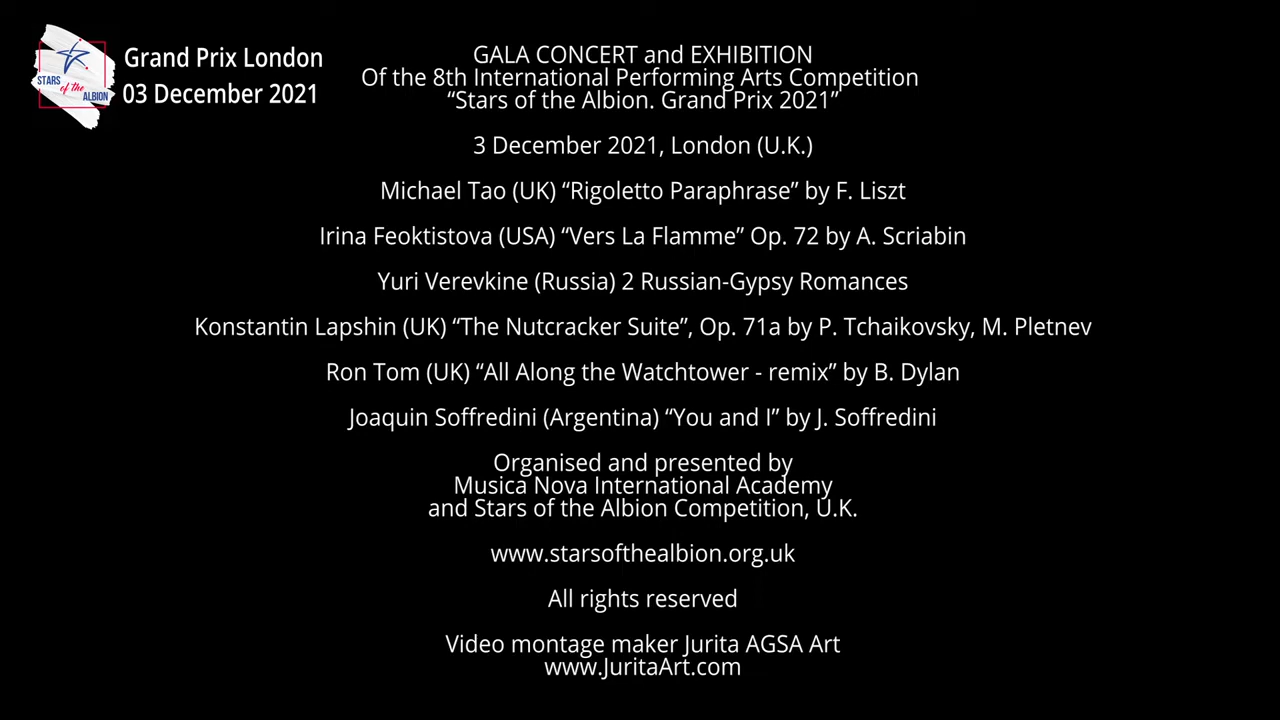 STARS
of the
ALBION
Grand Prix London
03 December 2021
GALA CONCERT and EXHIBITION
Of the 8th International Performing Arts Competition
“Stars of the Albion. Grand Prix 2021”
3 December 2021, London (U.K.)
Michael Tao (UK) “Rigoletto Paraphrase” by F. Liszt
Irina Feoktistova (USA) “Vers La Flamme” Op. 72 by A. Scriabin
Yuri Verevkine (Russia) 2 Russian-Gypsy Romances
Konstantin Lapshin (UK) “The Nutcracker Suite”, Op. 71a by P. Tchaikovsky, M. Pletnev
Ron Tom (UK) “All Along the Watchtower - remix” by B. Dylan
Joaquin Soffredini (Argentina) “You and I” by J. Soffredini
Organised and presented by
Musica Nova International Academy
and Stars of the Albion Competition, U.K.
www.starsofthealbion.org.uk
All rights reserved
Video montage maker Jurita AGSA Art
www.JuritaArt.com